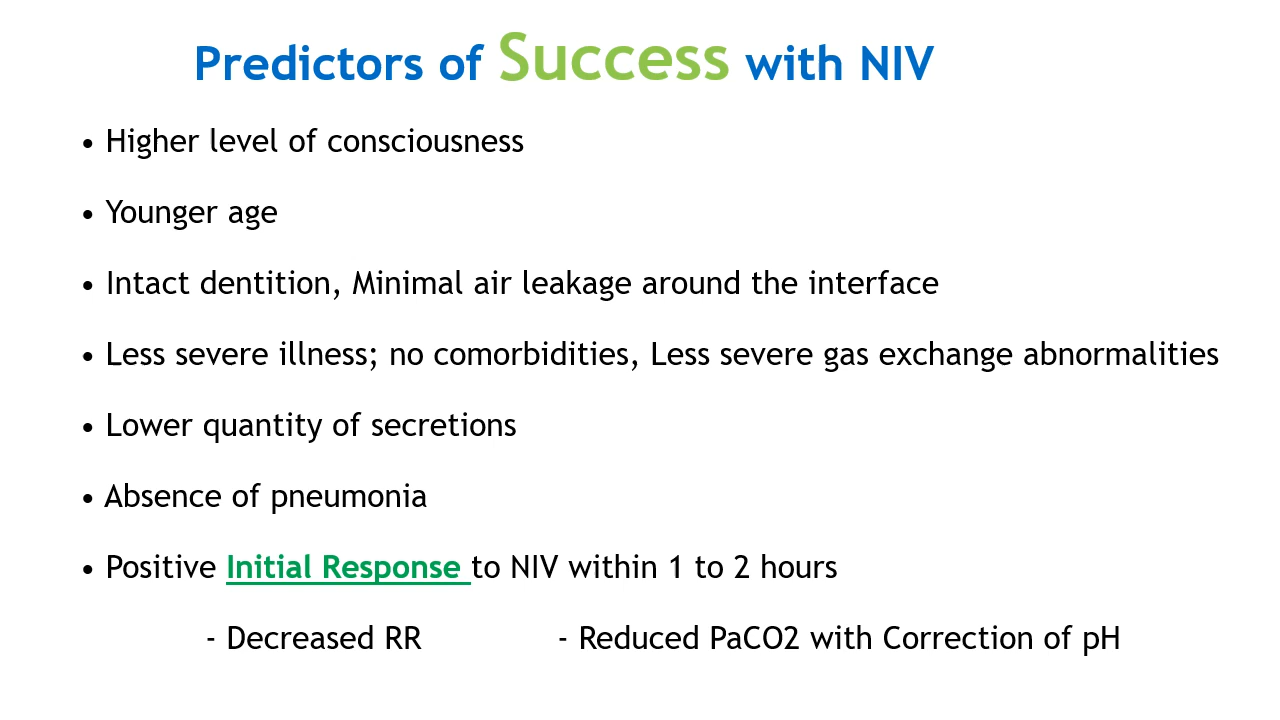 Predictors of Success with NIV
• Higher level of consciousness
• Younger age
• Intact dentition, Minimal air leakage around the interface
• Less severe illness; no comorbidities, Less severe gas exchange abnormalities
• Lower quantity of secretions
• Absence of pneumonia
• Positive Initial Response to NIV within 1 to 2 hours
- Decreased RR - Reduced PaCO2 with Correction of pH